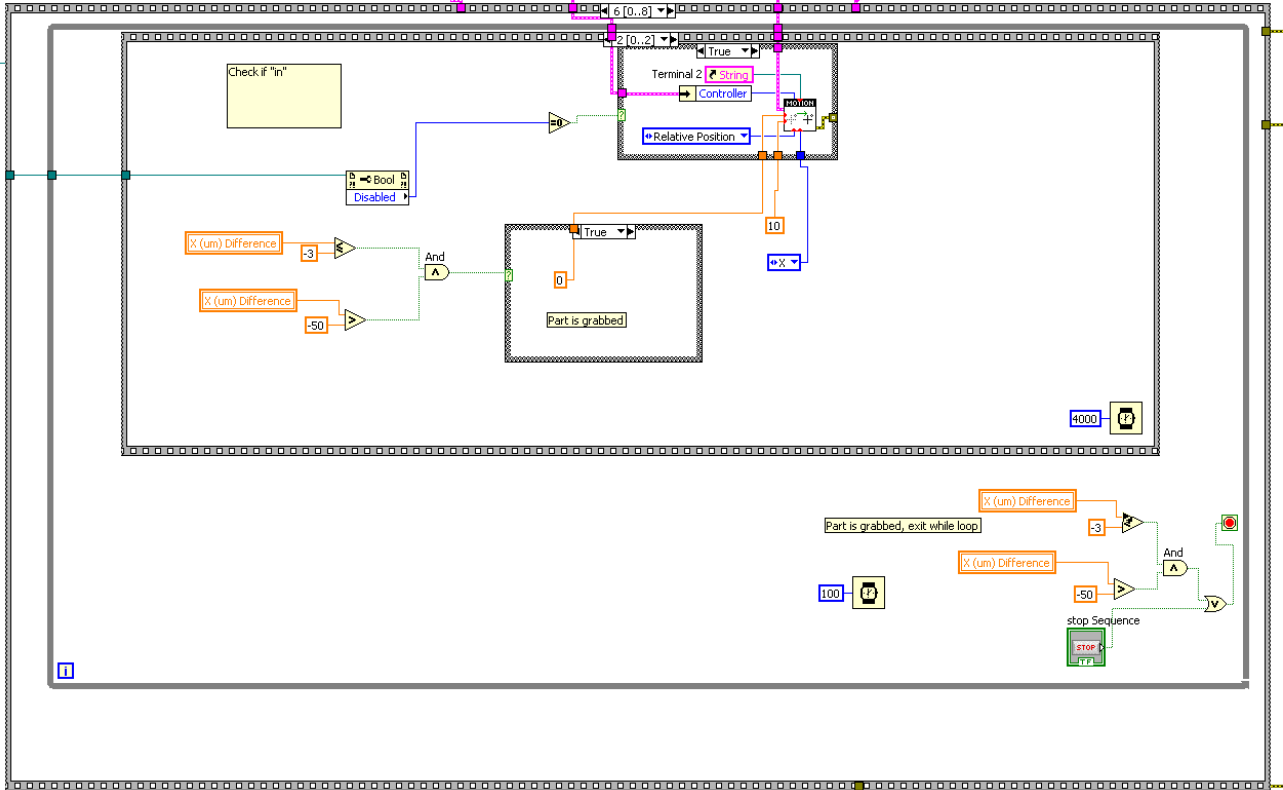 6 [0..8]
2 [0..2]
True
Check if "in"
Terminal 2
String
Controller
MOTION
=0
?
Relative Position
Bool
Disabled
10
True
X (um) Difference
-3
And
X
?
0
X (um) Difference
-50
Part is grabbed
4000
X (um) Difference
Part is grabbed, exit while loop
-3
And
X (um) Difference
100
-50
stop Sequence
STOP
TF
i